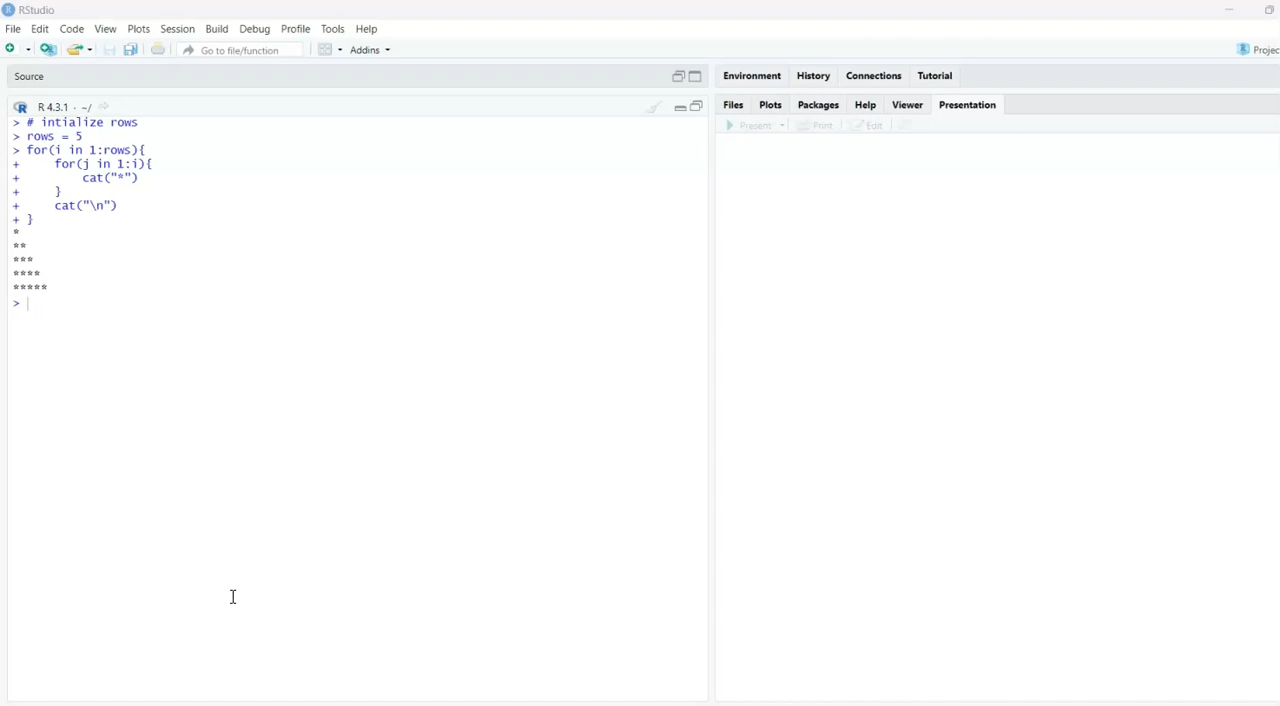 RStudio
File Edit Code View Plots Session Build Debug Profile Tools Help
Go to file/function Addins
Source
R R 4.3.1 · ~/
> # intialize rows
> rows = 5
> for(i in 1:rows){
+     for(j in 1:i){
+         cat("*")
+     }
+     cat("\n")
+ }
*
**
***
****
*****
>
Environment History Connections Tutorial
Files Plots Packages Help Viewer Presentation
Present Print Edit